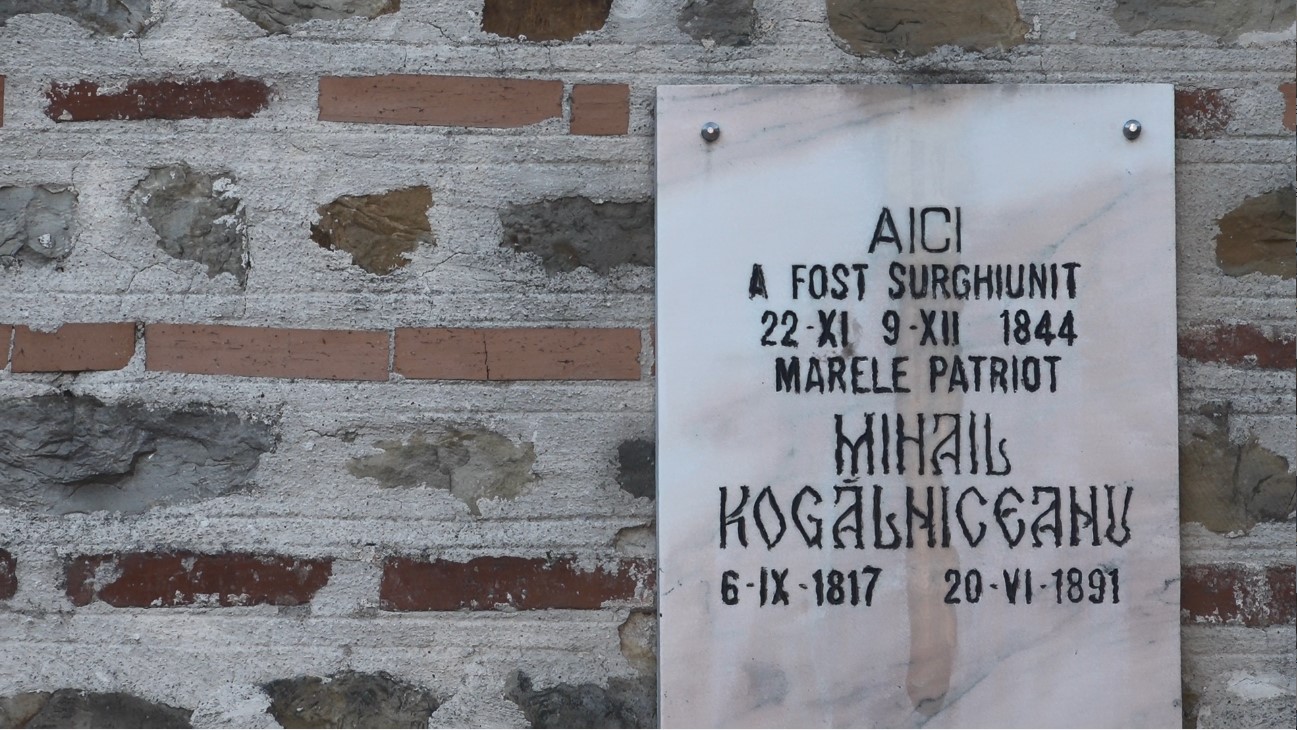 AICI
A FOST SURGHIUNIT
22-XI 9-XII 1844
MARELE PATRIOT
MIHAIL
KOGĂLNICEANU
6-IX-1817 20-VI-1891